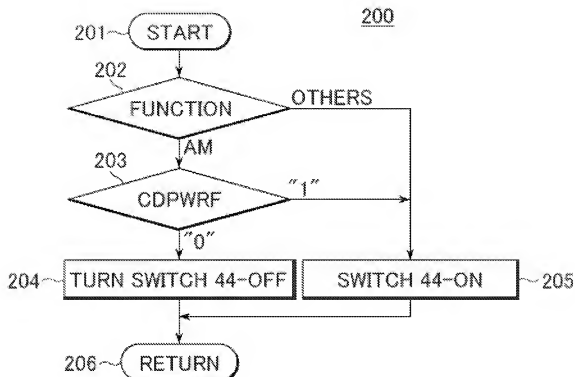 200
201 START
202
FUNCTION OTHERS
AM
203
CDPWRF "1"
"0"
204 TURN SWITCH 44-OFF SWITCH 44-ON 205
206 RETURN